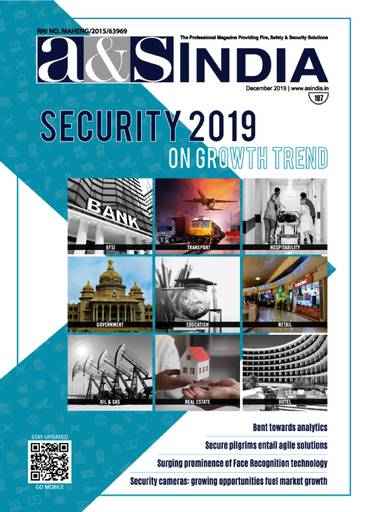 RNI NO. MAHENG/2015/63969
The Professional Magazine Providing Fire, Safety & Security Solutions
a&s INDIA
December 2019 | www.asindia.in
107
SECURITY 2019
ON GROWTH TREND
BANK
BFSI
TRANSPORT
HOSPITABILITY
GOVERNMENT
EDUCATION
RETAIL
OIL & GAS
REAL ESTATE
HOTEL
Bent towards analytics
Secure pilgrims entail agile solutions
Surging prominence of Face Recognition technology
Security cameras: growing opportunities fuel market growth
STAY UPDATED
GO MOBILE